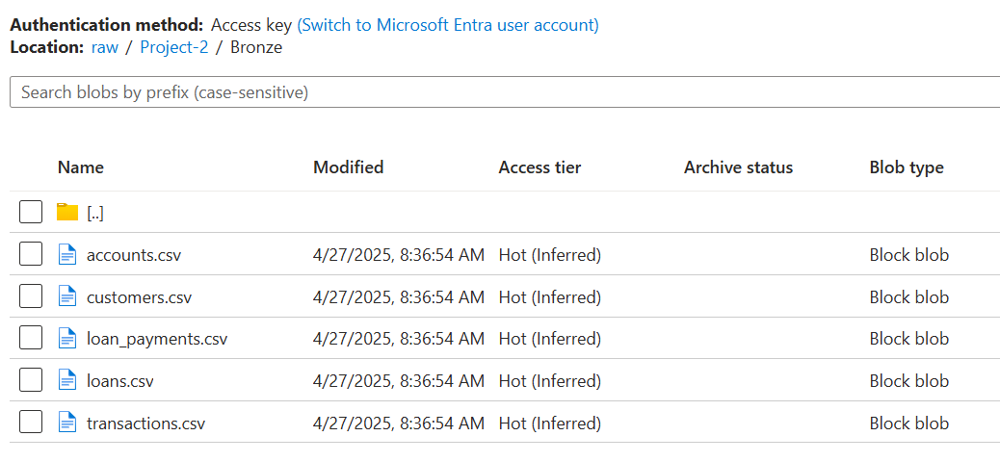 Authentication method: Access key (Switch to Microsoft Entra user account)
Location: raw / Project-2 / Bronze
Search blobs by prefix (case-sensitive)
Name Modified Access tier Archive status Blob type
[..]
accounts.csv 4/27/2025, 8:36:54 AM Hot (Inferred) Block blob
customers.csv 4/27/2025, 8:36:54 AM Hot (Inferred) Block blob
loan_payments.csv 4/27/2025, 8:36:54 AM Hot (Inferred) Block blob
loans.csv 4/27/2025, 8:36:54 AM Hot (Inferred) Block blob
transactions.csv 4/27/2025, 8:36:54 AM Hot (Inferred) Block blob